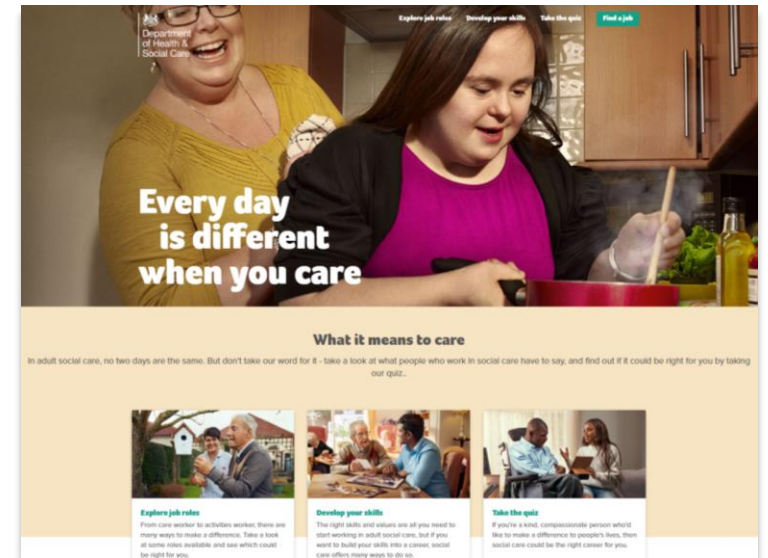 Department
of Health &
Social Care
Explore job roles
Develop your skills
Take the quiz
Find a job
Every day
is different
when you care
What it means to care
In adult social care, no two days are the same. But don't take our word for it - take a look at what people who work in social care have to say, and find out if it could be right for you by taking
our quiz..
Explore job roles
From care worker to activities worker, there are
many ways to make a difference. Take a look
at some roles available and see which could
be right for you.
Develop your skills
The right skills and values are all you need to
start working in adult social care, but if you
want to build your skills into a career, social
care offers many ways to do so.
Take the quiz
If you're a kind, compassionate person who'd
like to make a difference to people's lives, then
social care could be the right career for you.